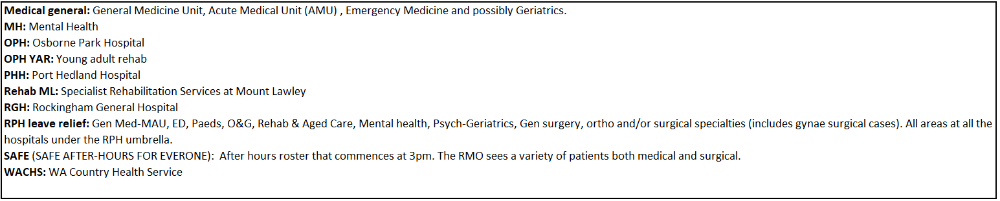 Medical general: General Medicine Unit, Acute Medical Unit (AMU) , Emergency Medicine and possibly Geriatrics.
MH: Mental Health
OPH: Osborne Park Hospital
OPH YAR: Young adult rehab
PHH: Port Hedland Hospital
Rehab ML: Specialist Rehabilitation Services at Mount Lawley
RGH: Rockingham General Hospital
RPH leave relief: Gen Med-MAU, ED, Paeds, O&G, Rehab & Aged Care, Mental health, Psych-Geriatrics, Gen surgery, ortho and/or surgical specialties (includes gynae surgical cases). All areas at all the
hospitals under the RPH umbrella.
SAFE (SAFE AFTER-HOURS FOR EVERONE):  After hours roster that commences at 3pm. The RMO sees a variety of patients both medical and surgical.
WACHS: WA Country Health Service